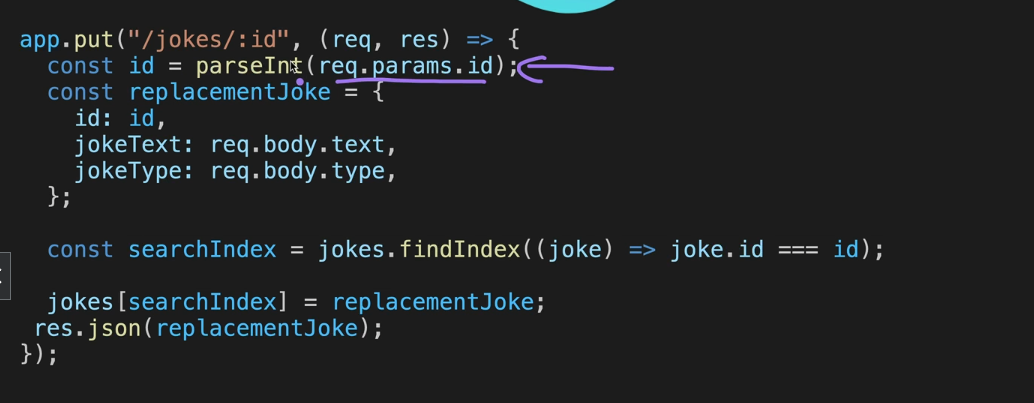 app.put("/jokes/:id", (req, res) => {
  const id = parseInt(req.params.id);
  const replacementJoke = {
    id: id,
    jokeText: req.body.text,
    jokeType: req.body.type,
  };

  const searchIndex = jokes.findIndex((joke) => joke.id === id);

  jokes[searchIndex] = replacementJoke;
 res.json(replacementJoke);
});